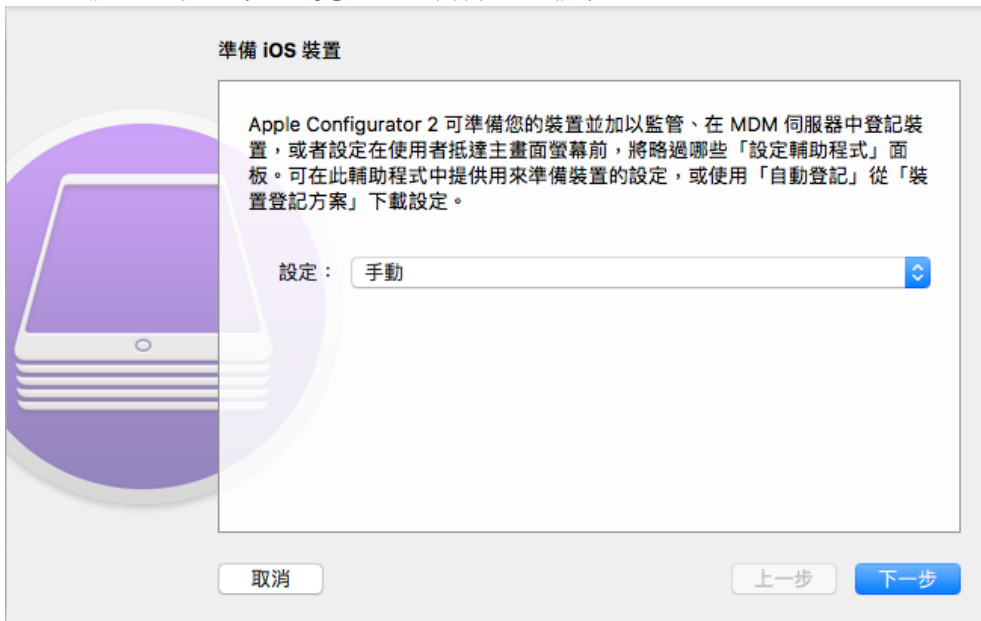 準備 iOS 裝置
Apple Configurator 2 可準備您的裝置並加以監管、在 MDM 伺服器中登記裝
置，或者設定在使用者抵達主畫面螢幕前，將略過哪些「設定輔助程式」面
板。可在此輔助程式中提供用來準備裝置的設定，或使用「自動登記」從「裝
置登記方案」下載設定。
設定： 手動
取消 上一步 下一步